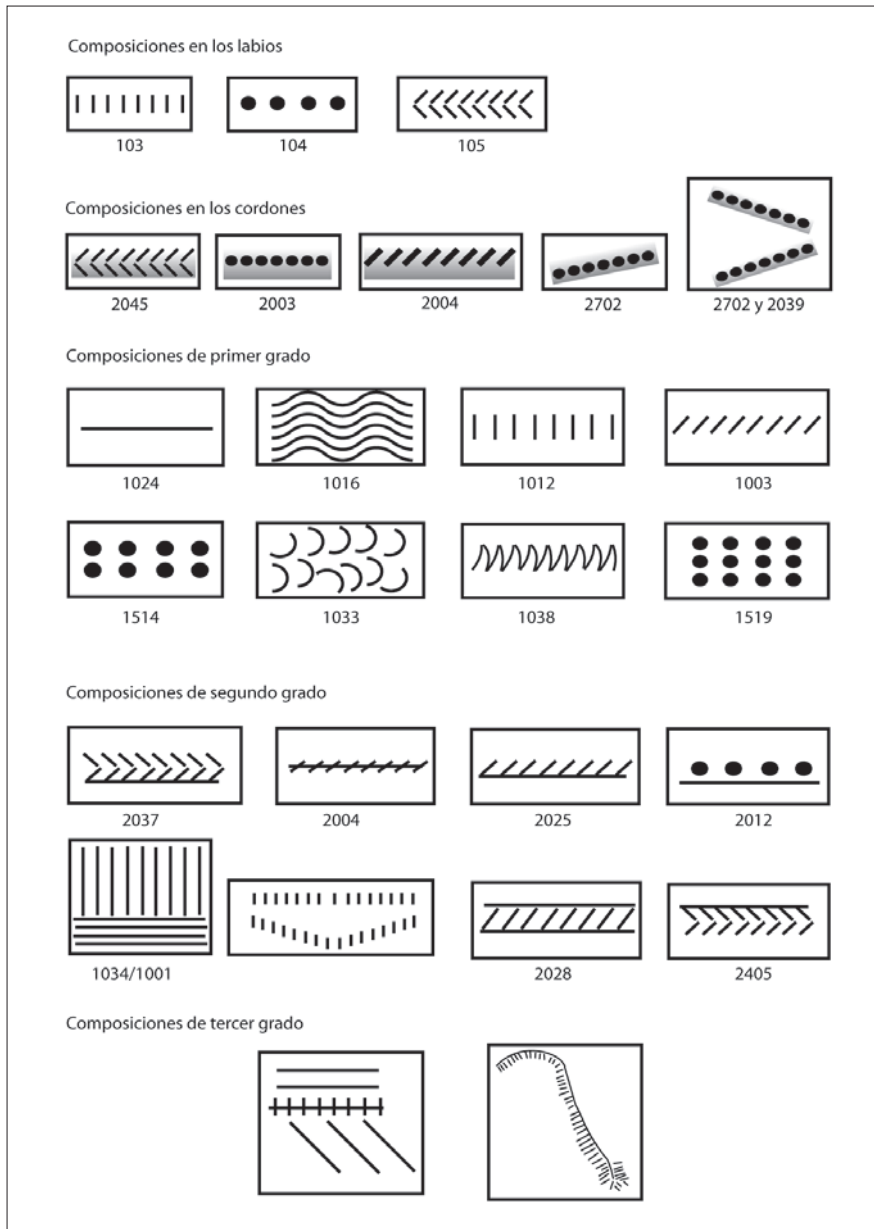 Composiciones en los labios
103 104 105
Composiciones en los cordones
2045 2003 2004 2702 2702 y 2039
Composiciones de primer grado
1024 1016 1012 1003
1514 1033 1038 1519
Composiciones de segundo grado
2037 2004 2025 2012
1034/1001 2028 2405
Composiciones de tercer grado